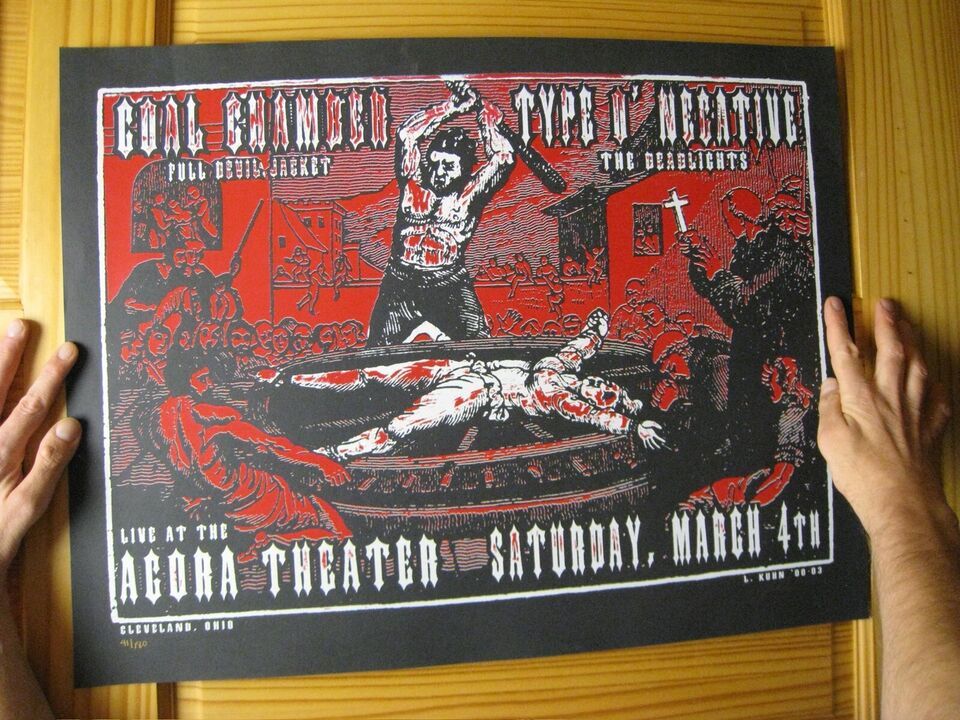 COAL CHAMBER
TYPE O' NEGATIVE
FULL DEVIL JACKET
THE DEADLIGHTS
LIVE AT THE
AGORA THEATER
SATURDAY, MARCH 4TH
L. KUHN '00-03
CLEVELAND, OHIO